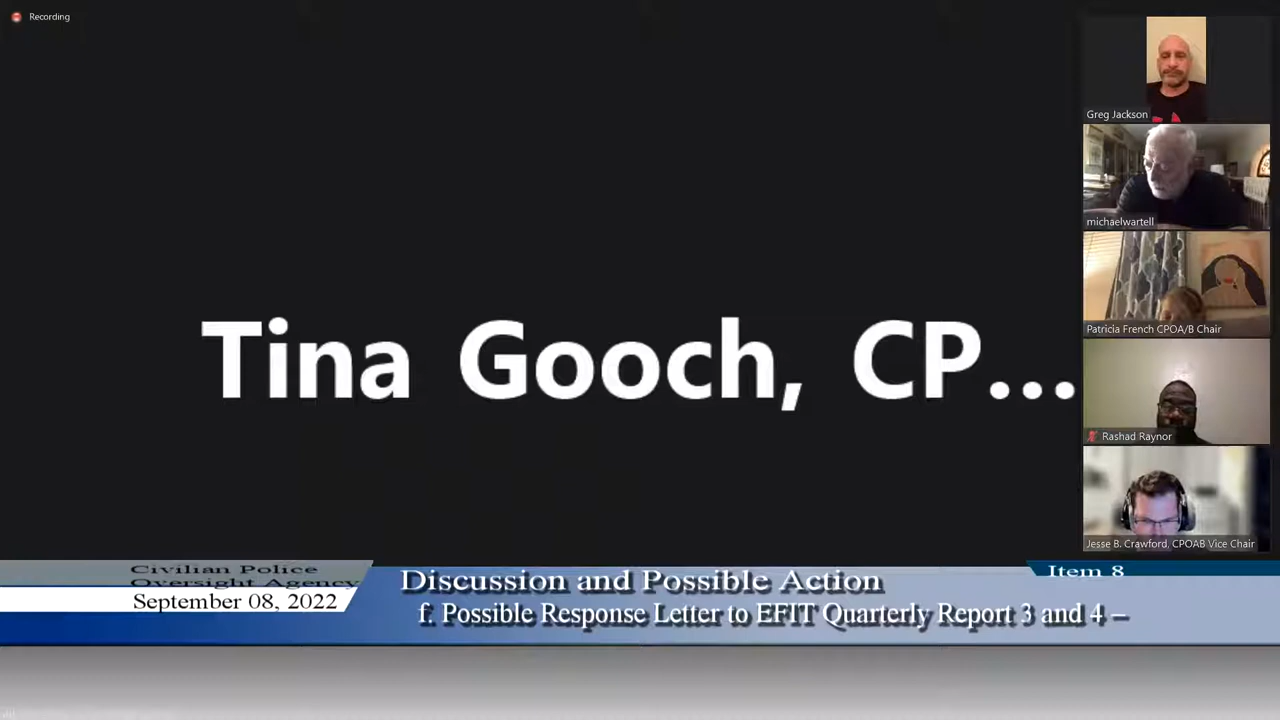 Recording
Greg Jackson
michaelwartell
Patricia French CPOA/B Chair
Rashad Raynor
Jesse B. Crawford, CPOAB Vice Chair
Tina Gooch, CP...
Civilian Police
Oversight Agency
September 08, 2022
Discussion and Possible Action
Item 8
f. Possible Response Letter to EFIT Quarterly Report 3 and 4 –